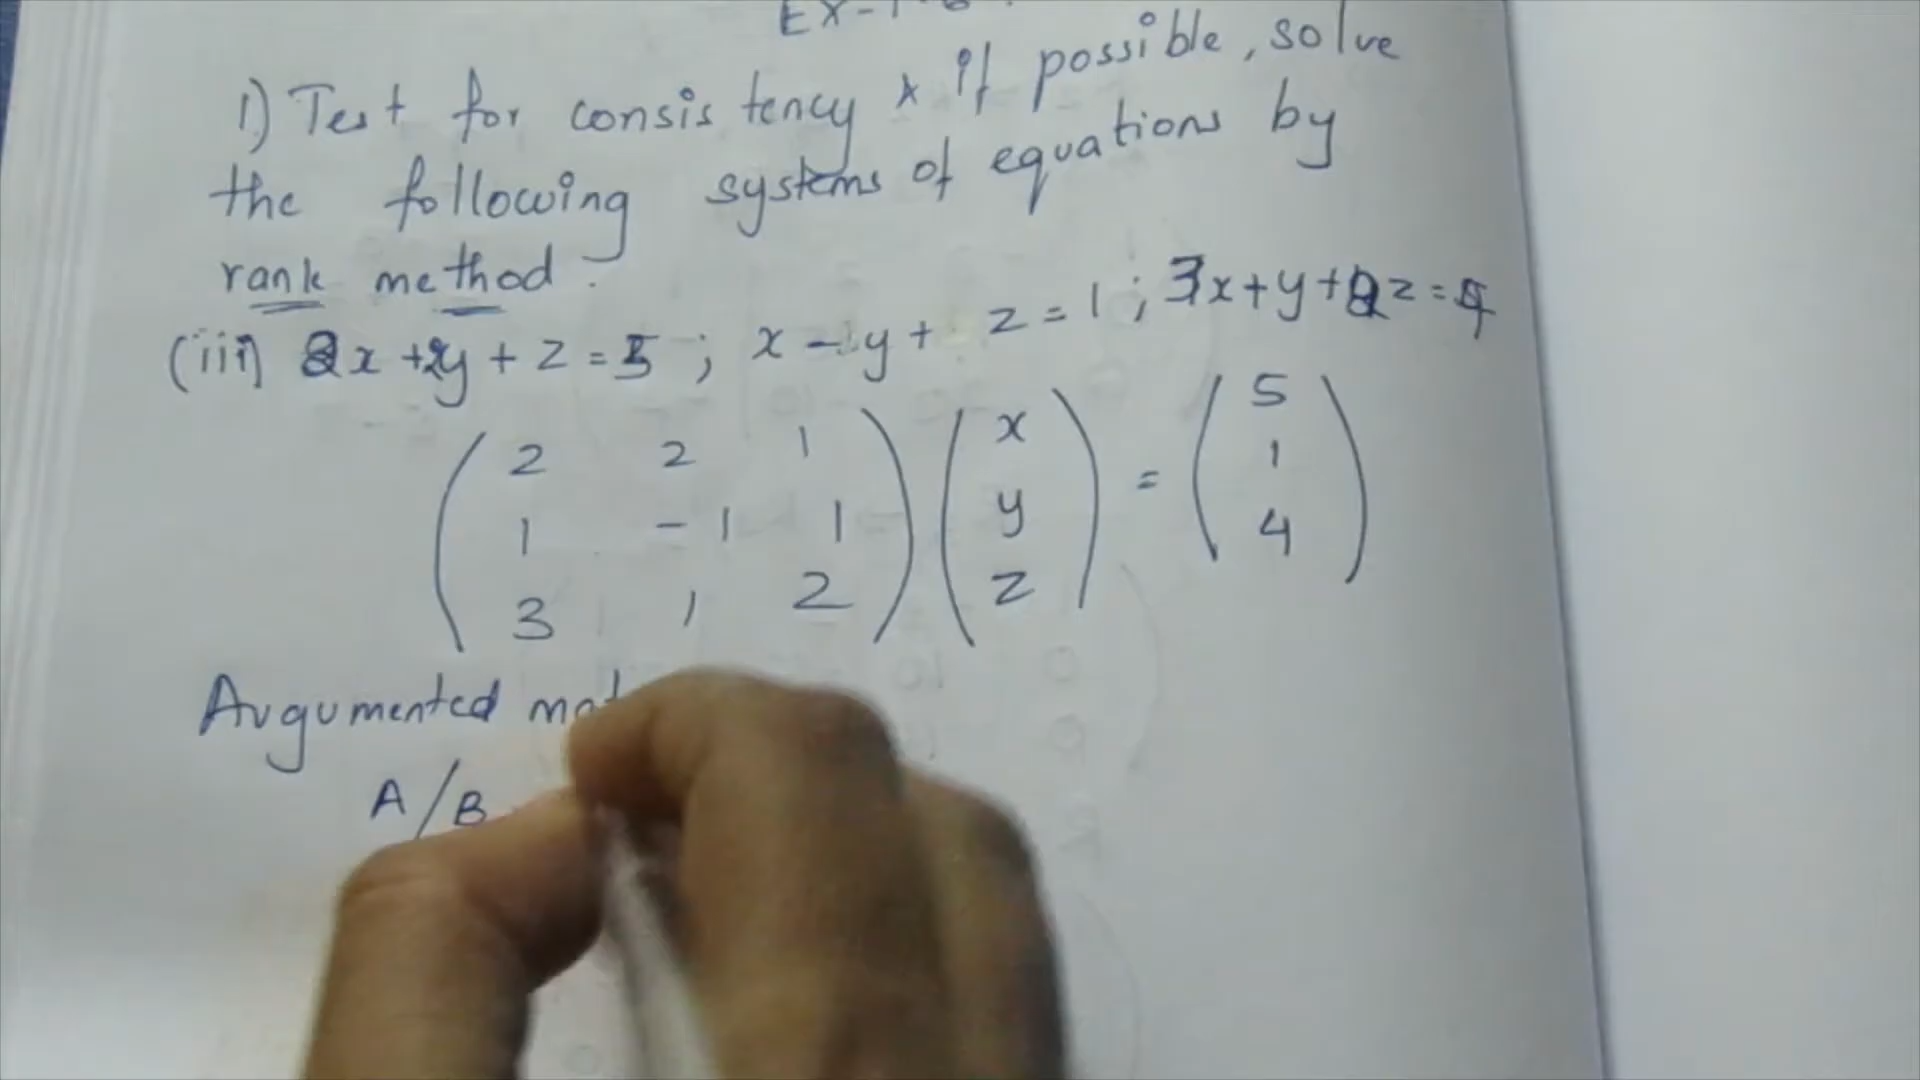 1) Test for consistency & if possible, solve
the following systems of equations by
rank method.
(iii) 2x + 2y + z = 5 ; x - y + z = 1 ; 3x + y + 2z = 4
2 2 1 x 5
1 -1 1 y = 1
3 1 2 z 4
Augumented
A/B